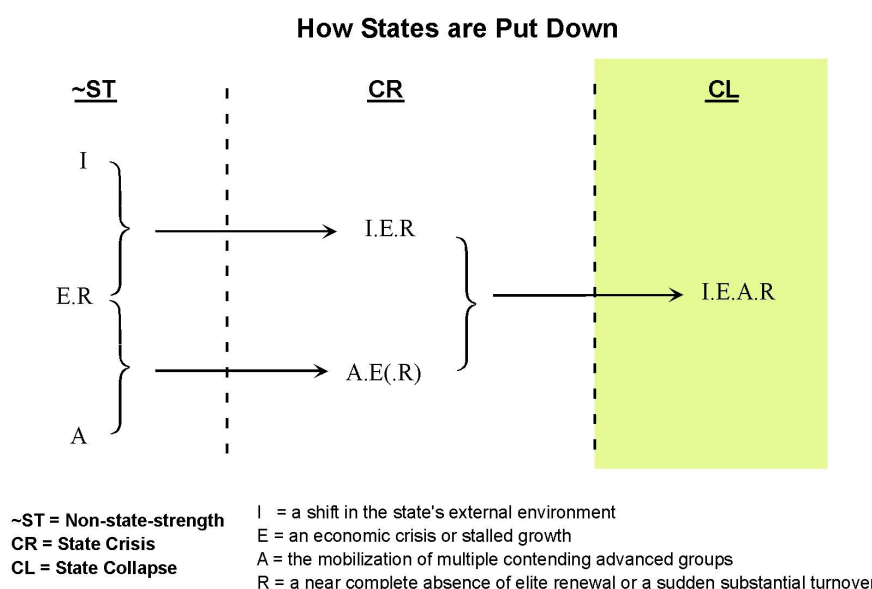 How States are Put Down
~ST CR CL
I
I.E.R
E.R I.E.A.R
A.E(.R)
A
~ST = Non-state-strength
CR = State Crisis
CL = State Collapse
I = a shift in the state's external environment
E = an economic crisis or stalled growth
A = the mobilization of multiple contending advanced groups
R = a near complete absence of elite renewal or a sudden substantial turnover